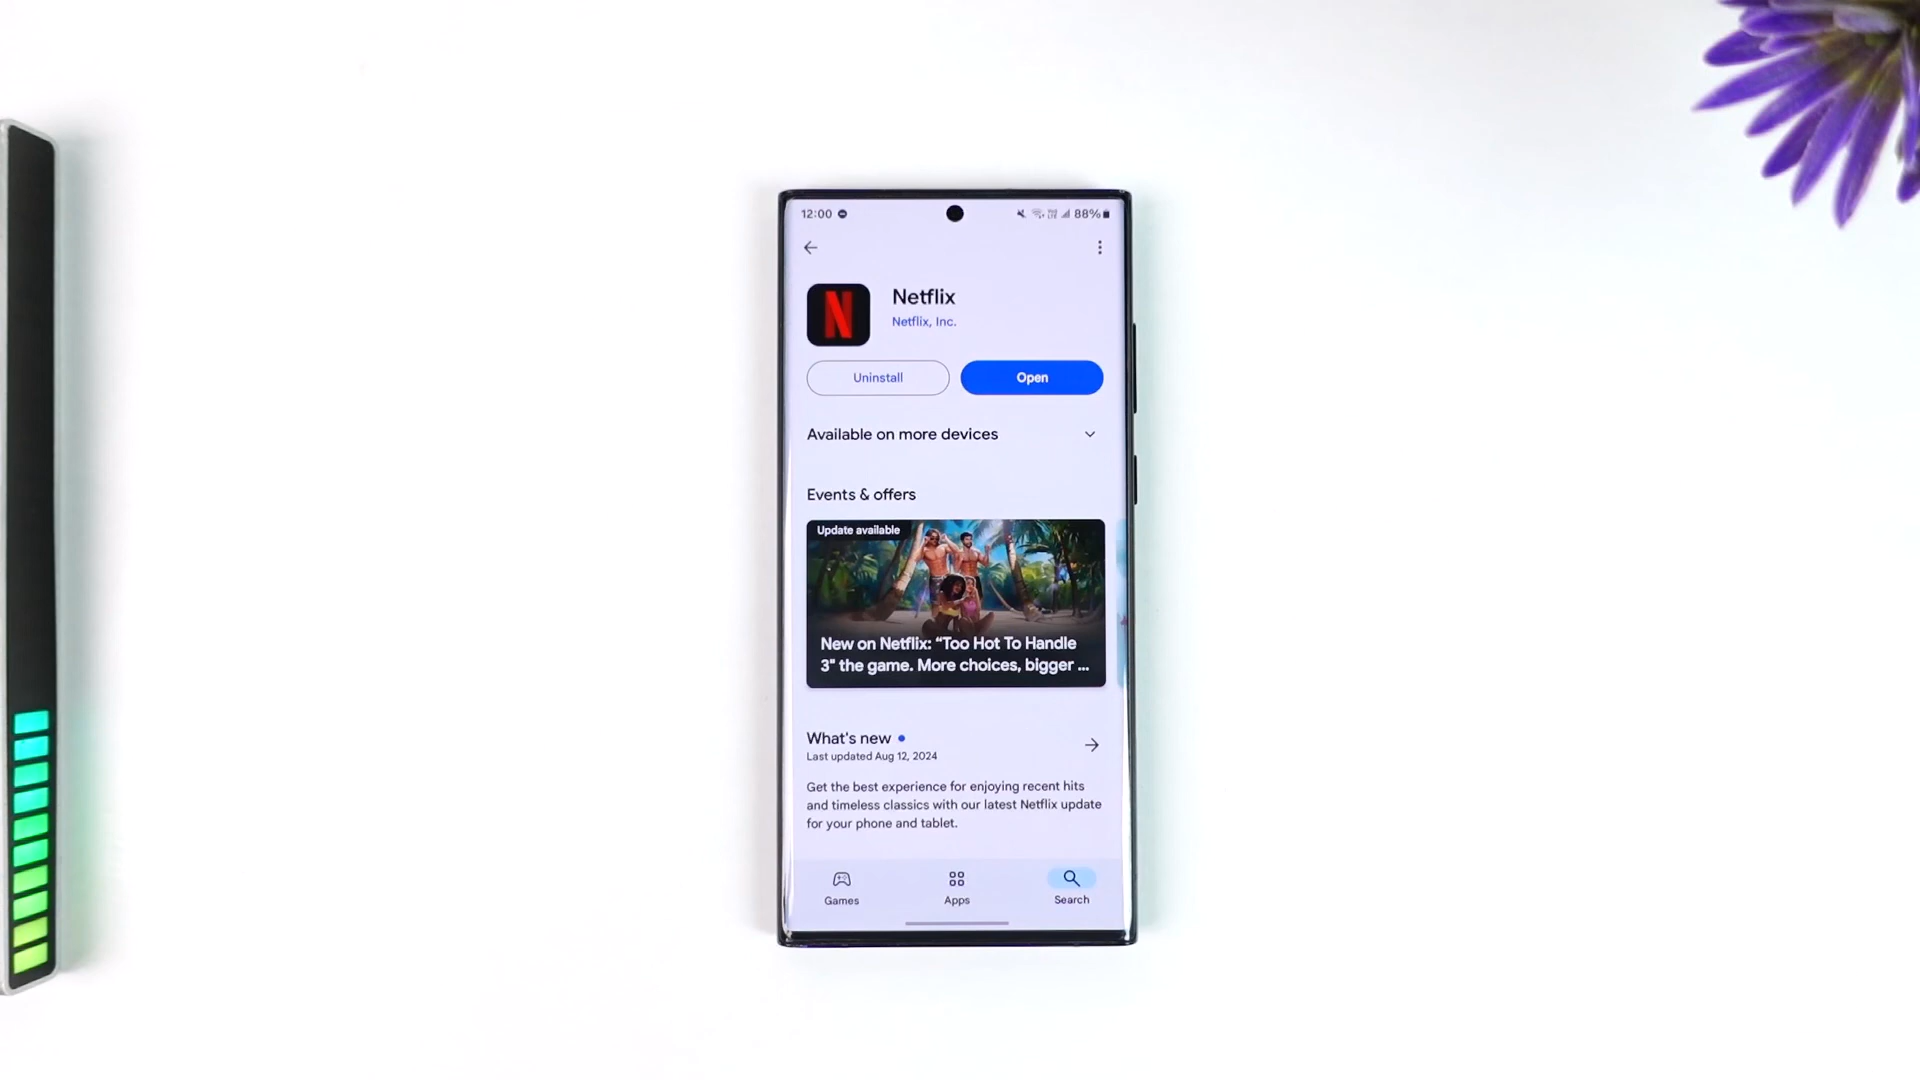 12:00
88%
Netflix
Netflix, Inc.
Uninstall
Open
Available on more devices
Events & offers
Update available
New on Netflix: “Too Hot To Handle
3" the game. More choices, bigger ...
What's new
Last updated Aug 12, 2024
Get the best experience for enjoying recent hits
and timeless classics with our latest Netflix update
for your phone and tablet.
Games
Apps
Search